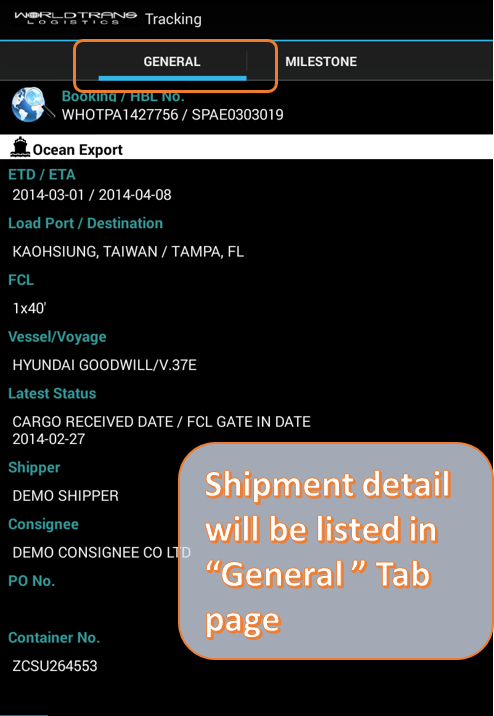 WORLDTRANS
LOGISTICS
Tracking
GENERAL
MILESTONE
Booking / HBL No.
WHOTPA1427756 / SPAE0303019
Ocean Export
ETD / ETA
2014-03-01 / 2014-04-08
Load Port / Destination
KAOHSIUNG, TAIWAN / TAMPA, FL
FCL
1x40'
Vessel/Voyage
HYUNDAI GOODWILL/V.37E
Latest Status
CARGO RECEIVED DATE / FCL GATE IN DATE
2014-02-27
Shipper
DEMO SHIPPER
Consignee
DEMO CONSIGNEE CO LTD
PO No.
Container No.
ZCSU264553
Shipment detail
will be listed in
“General ” Tab
page